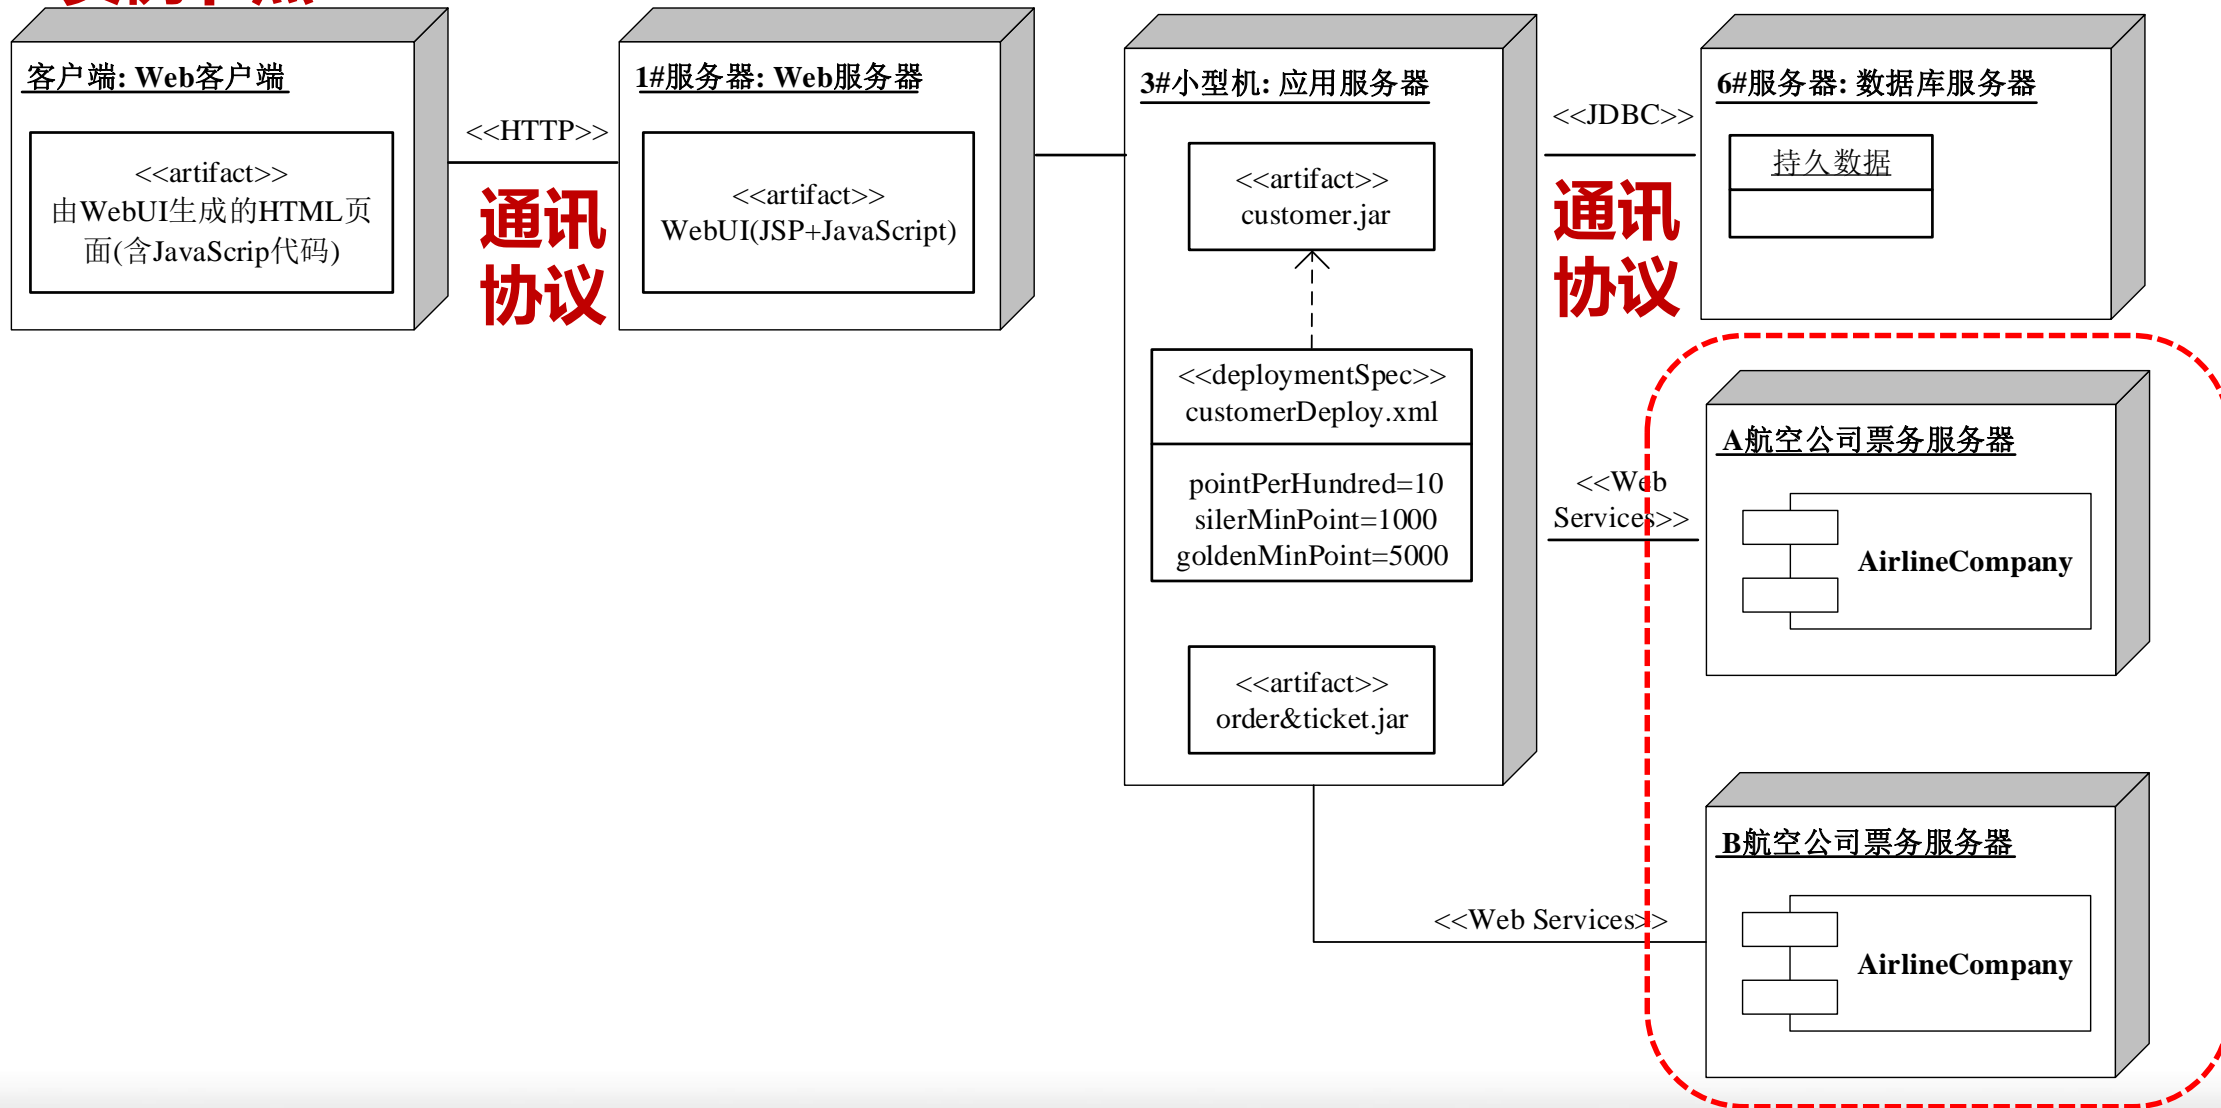 客户端: Web客户端
<<artifact>>
由WebUI生成的HTML页
面(含JavaScrip代码)
<<HTTP>>
通讯
协议
1#服务器: Web服务器
<<artifact>>
WebUI(JSP+JavaScript)
3#小型机: 应用服务器
<<artifact>>
customer.jar
<<deploymentSpec>>
customerDeploy.xml
pointPerHundred=10
silerMinPoint=1000
goldenMinPoint=5000
<<artifact>>
order&ticket.jar
<<JDBC>>
通讯
协议
6#服务器: 数据库服务器
持久数据
<<Web
Services>>
A航空公司票务服务器
AirlineCompany
<<Web Services>>
B航空公司票务服务器
AirlineCompany